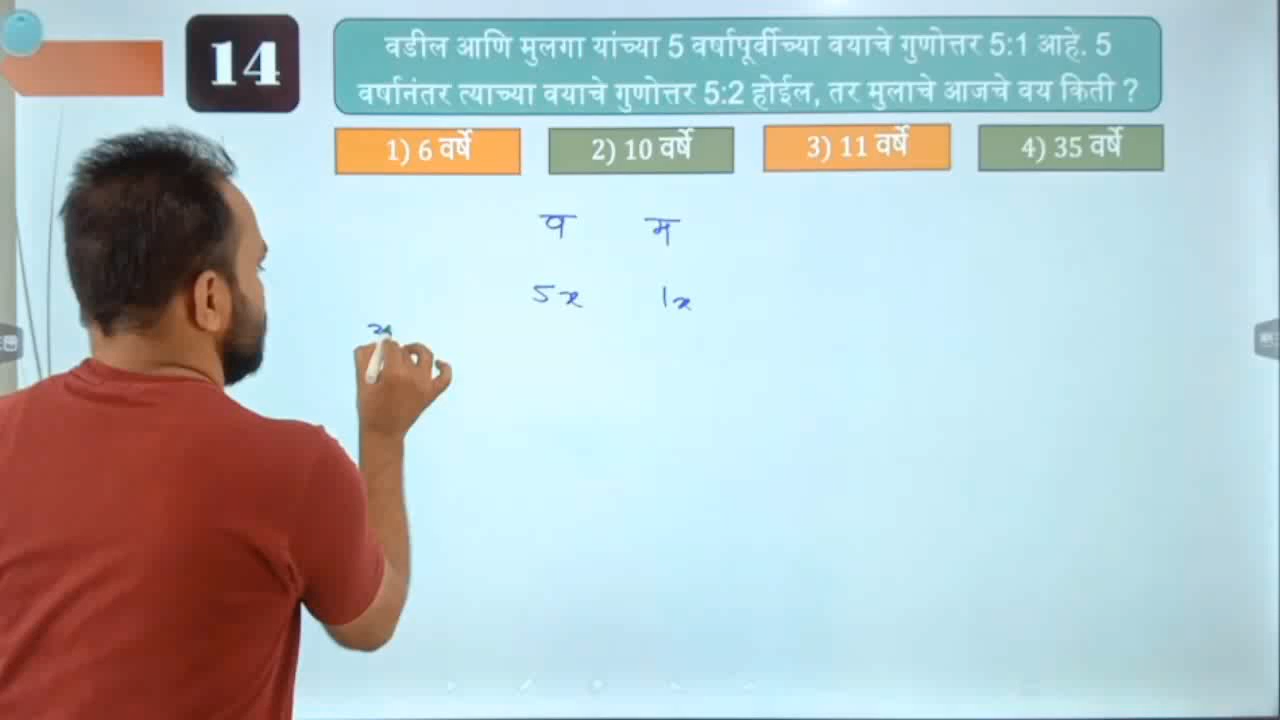 14
वडील आणि मुलगा यांच्या 5 वर्षापूर्वीच्या वयाचे गुणोत्तर 5:1 आहे. 5
वर्षानंतर त्याच्या वयाचे गुणोत्तर 5:2 होईल, तर मुलाचे आजचे वय किती ?
1) 6 वर्षे 2) 10 वर्षे 3) 11 वर्षे 4) 35 वर्षे
व म
5x 1x